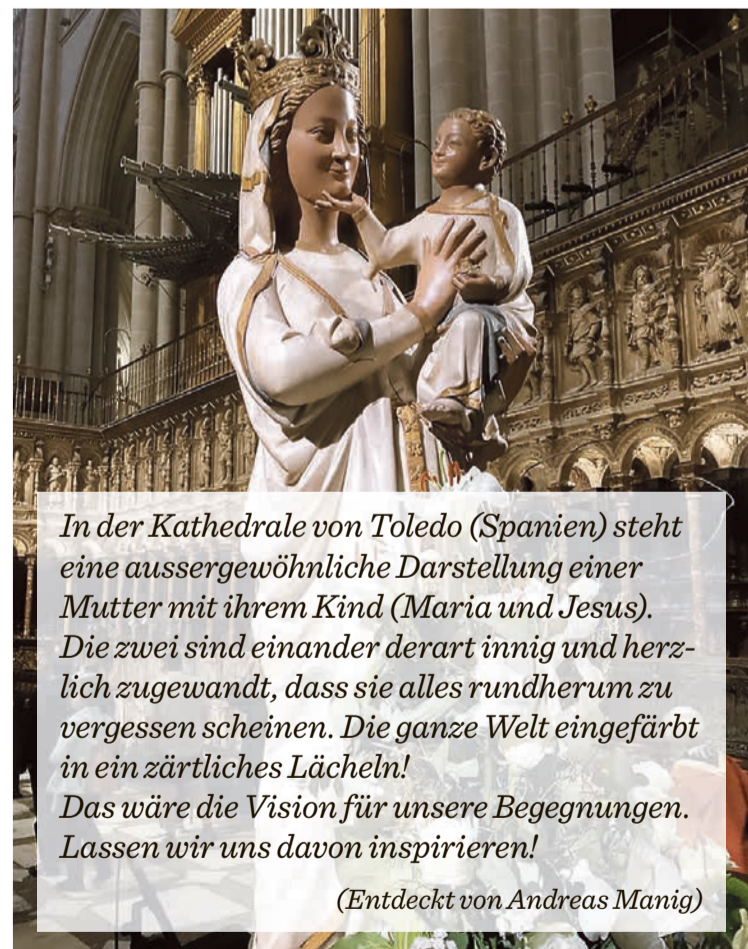 In der Kathedrale von Toledo (Spanien) steht
eine aussergewöhnliche Darstellung einer
Mutter mit ihrem Kind (Maria und Jesus).
Die zwei sind einander derart innig und herz-
lich zugewandt, dass sie alles rundherum zu
vergessen scheinen. Die ganze Welt eingefärbt
in ein zärtliches Lächeln!
Das wäre die Vision für unsere Begegnungen.
Lassen wir uns davon inspirieren!
(Entdeckt von Andreas Manig)